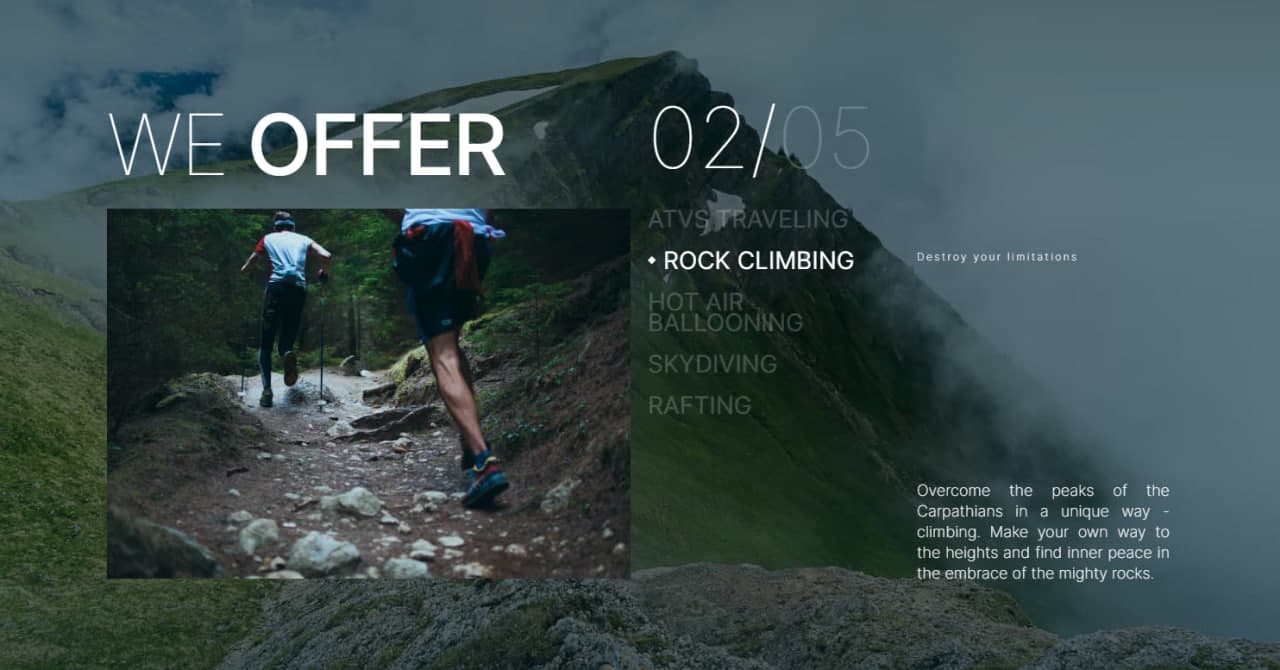 WE OFFER
02/05
ATVS TRAVELING
ROCK CLIMBING
HOT AIR
BALLOONING
SKYDIVING
RAFTING
Destroy your limitations
Overcome the peaks of the
Carpathians in a unique way -
climbing. Make your own way to
the heights and find inner peace in
the embrace of the mighty rocks.